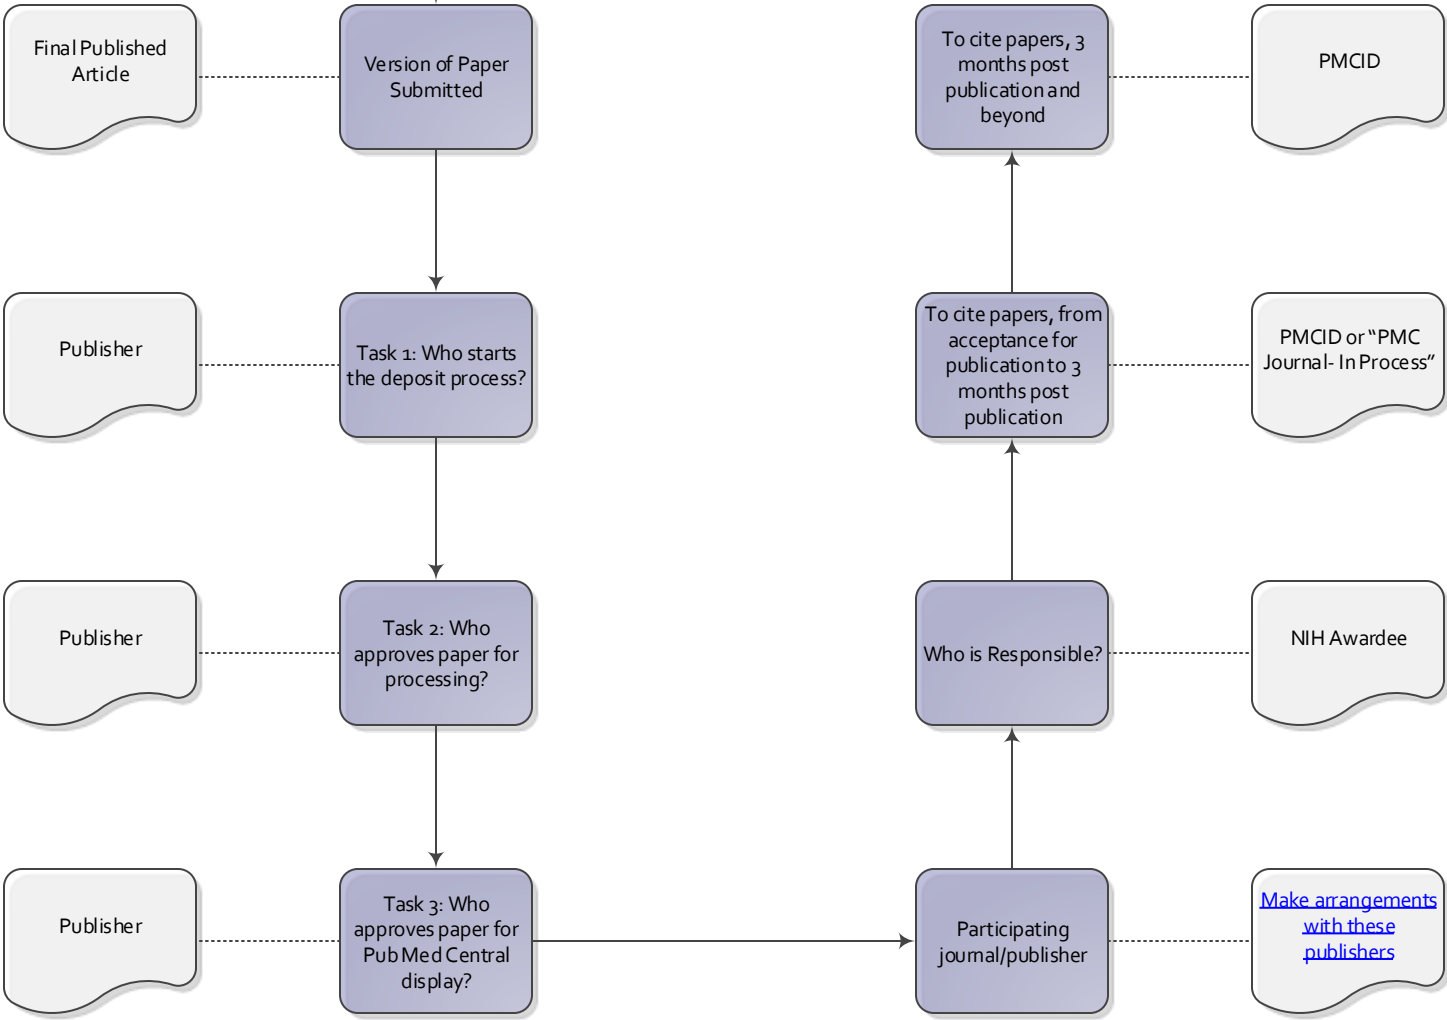 Final Published
Article
Version of Paper
Submitted
Publisher
Task 1: Who starts
the deposit process?
Publisher
Task 2: Who
approves paper for
processing?
Publisher
Task 3: Who
approves paper for
Pub Med Central
display?
Participating
journal/publisher
Make arrangements
with these
publishers
Who is Responsible?
NIH Awardee
To cite papers, from
acceptance for
publication to 3
months post
publication
PMCID or “PMC
Journal- In Process”
To cite papers, 3
months post
publication and
beyond
PMCID